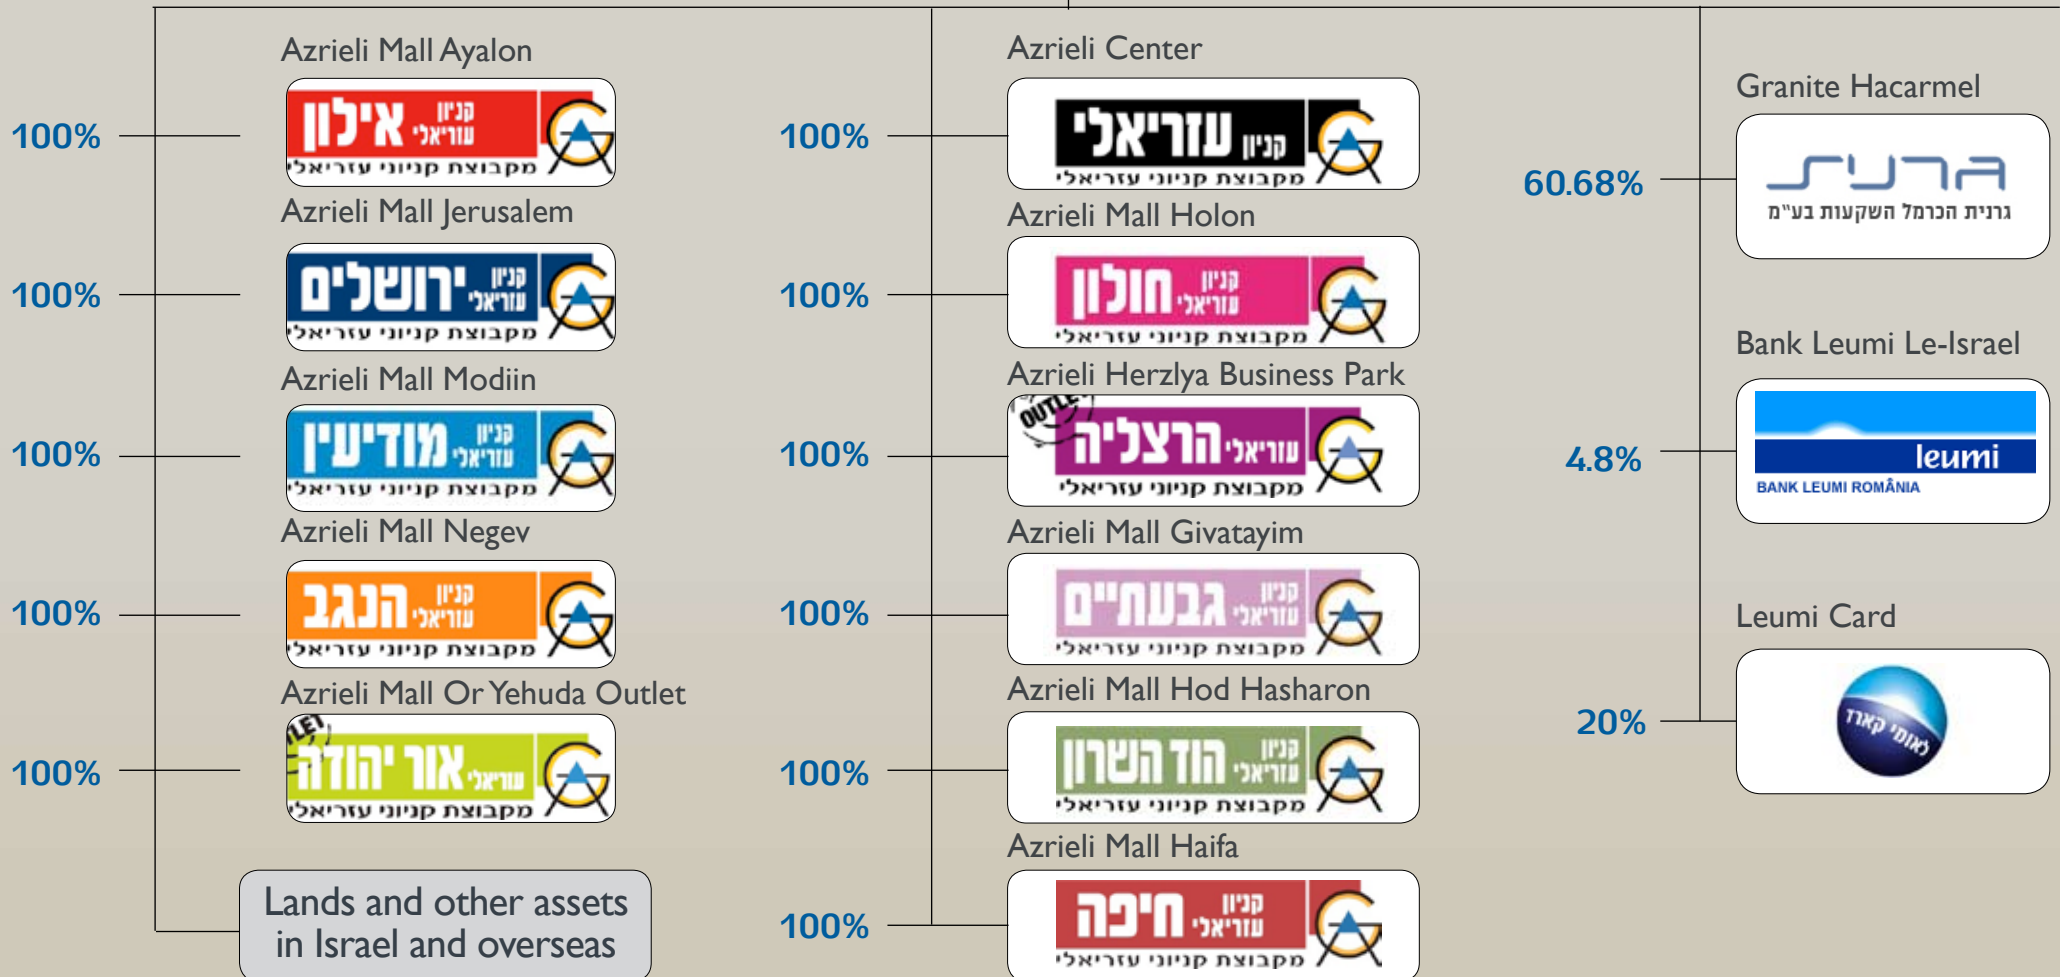 Azrieli Mall Ayalon
100%
קניון
עזריאלי אילון
מקבוצת קניוני עזריאלי
Azrieli Mall Jerusalem
100%
קניון
עזריאלי ירושלים
מקבוצת קניוני עזריאלי
Azrieli Mall Modiin
100%
קניון
עזריאלי מודיעין
מקבוצת קניוני עזריאלי
Azrieli Mall Negev
100%
קניון
עזריאלי הנגב
מקבוצת קניוני עזריאלי
Azrieli Mall Or Yehuda Outlet
100%
עזריאלי אור יהודה
מקבוצת קניוני עזריאלי
Lands and other assets
in Israel and overseas
Azrieli Center
100%
קניון עזריאלי
מקבוצת קניוני עזריאלי
Azrieli Mall Holon
100%
קניון
עזריאלי חולון
מקבוצת קניוני עזריאלי
Azrieli Herzlya Business Park
100%
OUTLET
עזריאלי הרצליה
מקבוצת קניוני עזריאלי
Azrieli Mall Givatayim
100%
קניון
עזריאלי גבעתיים
מקבוצת קניוני עזריאלי
Azrieli Mall Hod Hasharon
100%
קניון
עזריאלי הוד השרון
מקבוצת קניוני עזריאלי
Azrieli Mall Haifa
100%
קניון
עזריאלי חיפה
מקבוצת קניוני עזריאלי
Granite Hacarmel
60.68%
גרנית הכרמל השקעות בע"מ
Bank Leumi Le-Israel
4.8%
leumi
BANK LEUMI ROMÂNIA
Leumi Card
20%
לאומי קארד